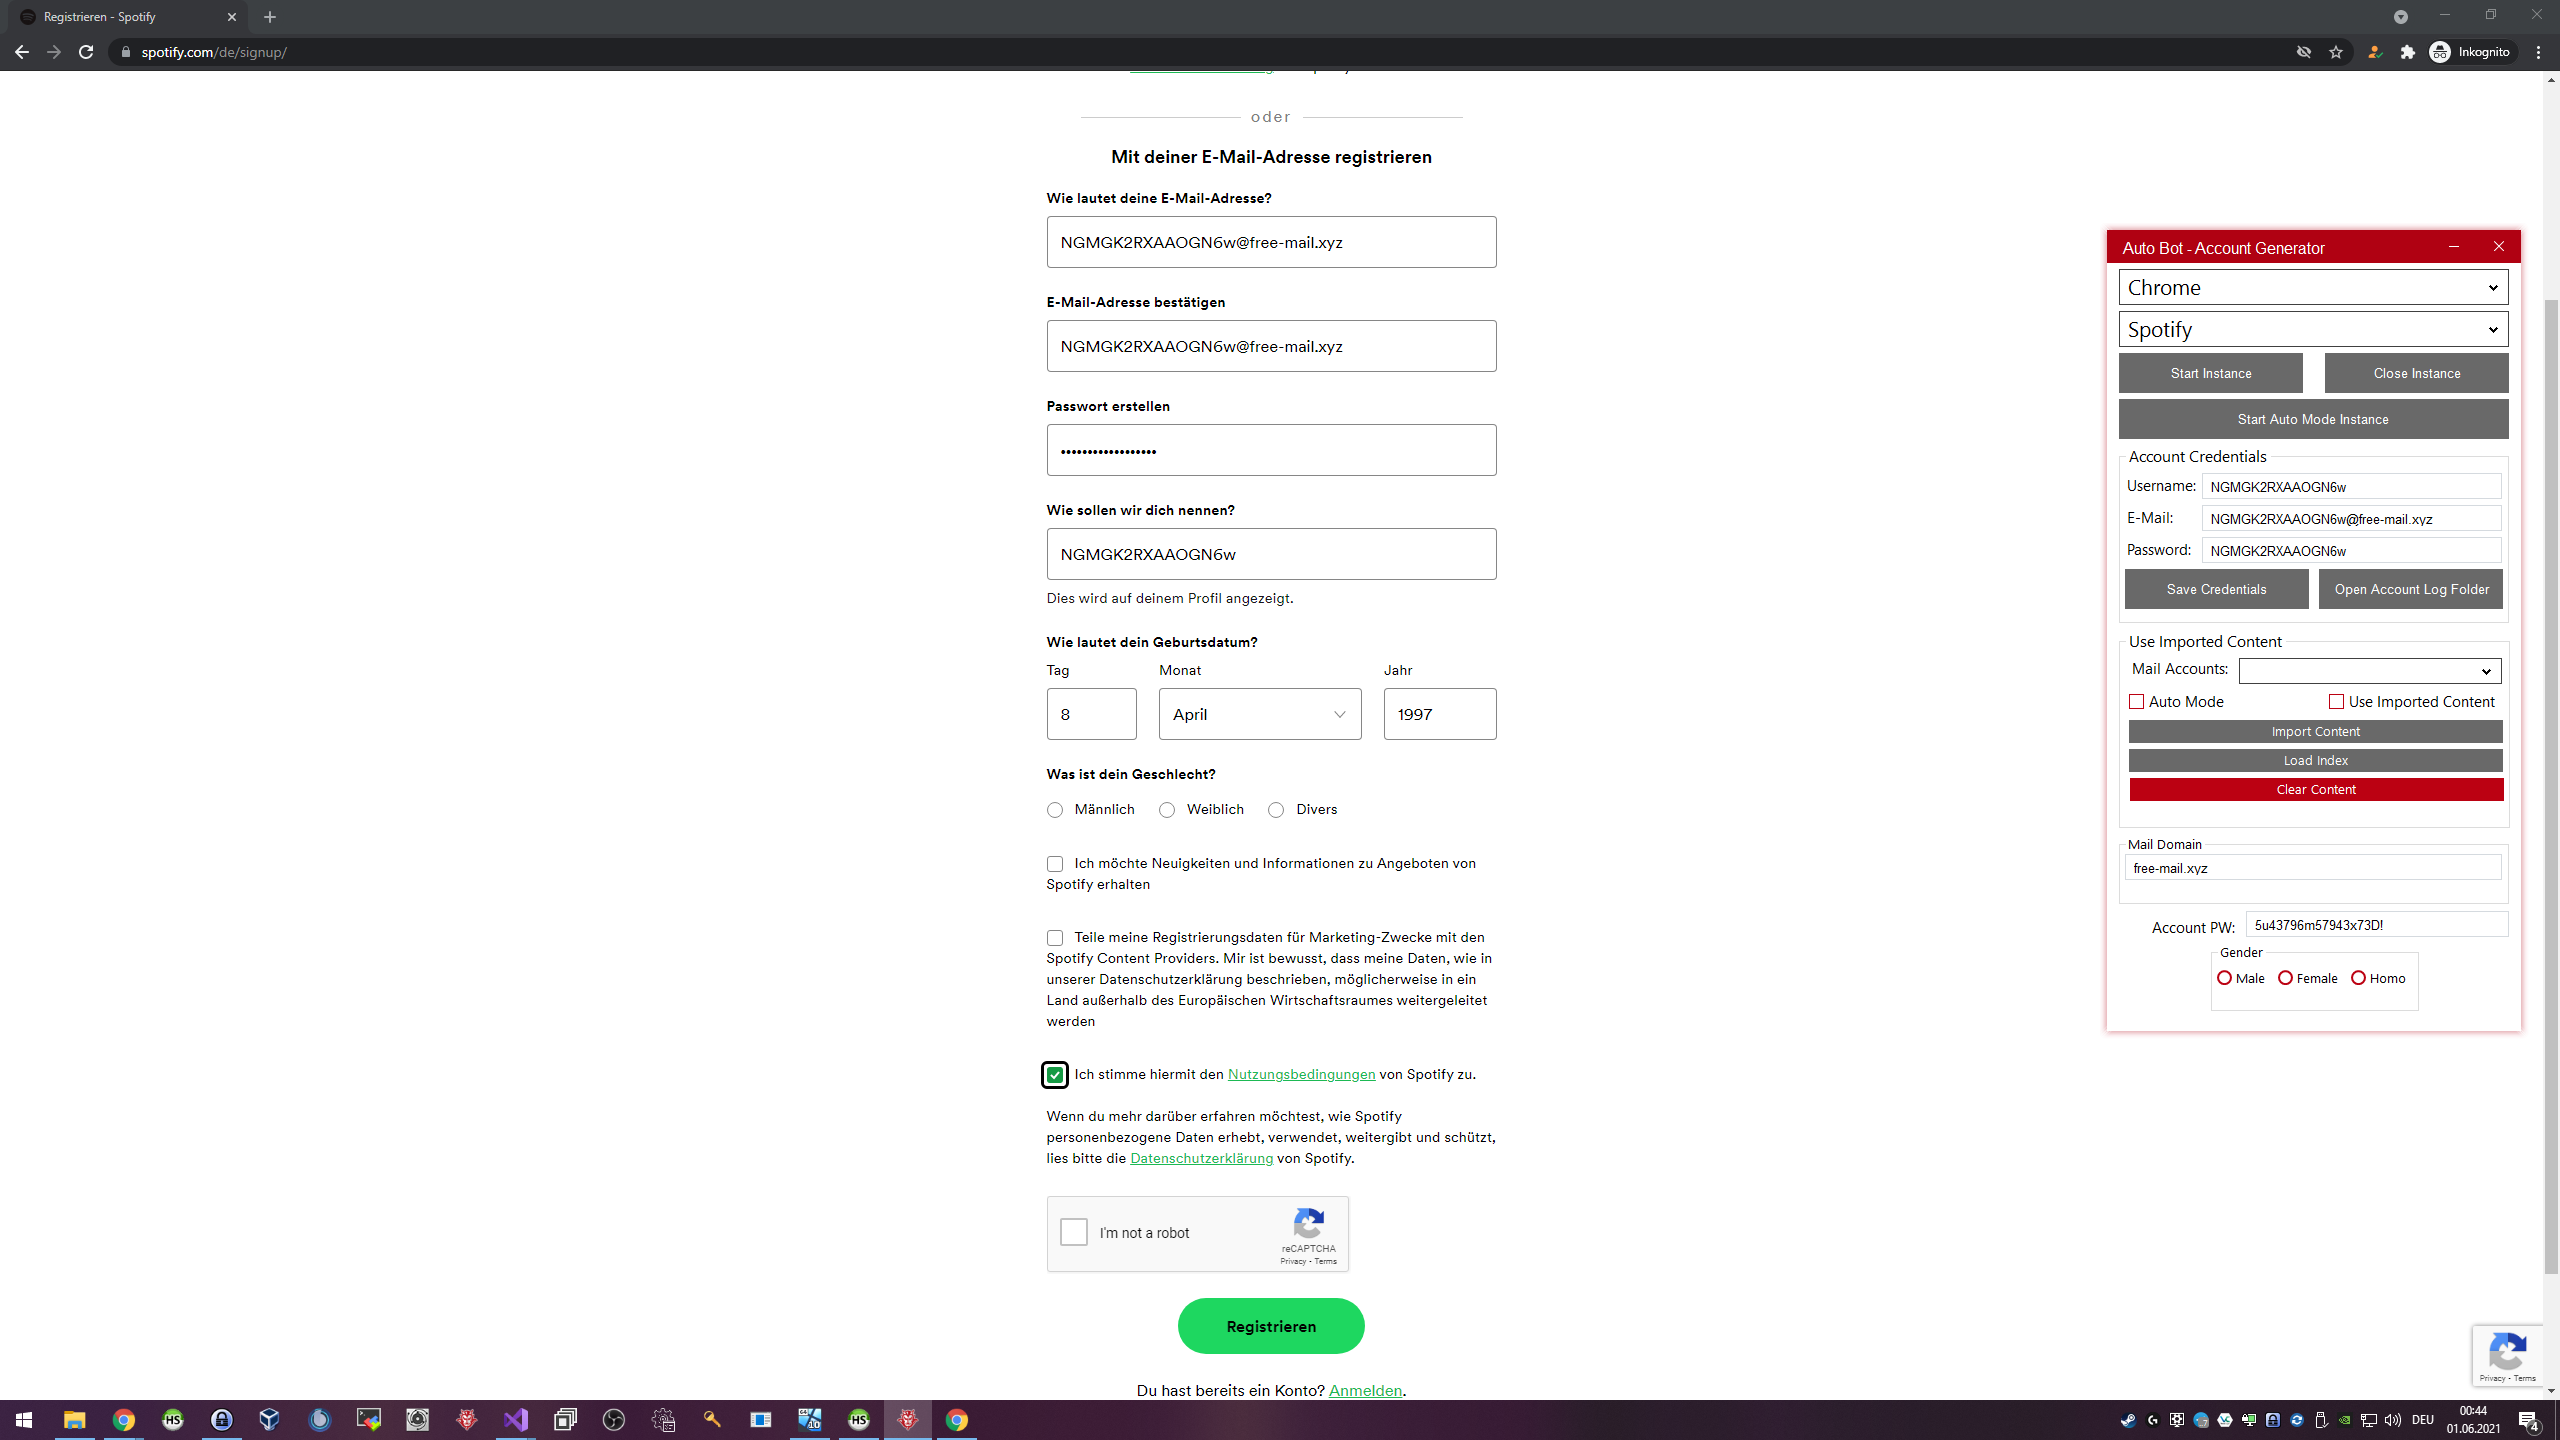 Registrieren - Spotify
spotify.com/de/signup/
Inkognito
oder
Mit deiner E-Mail-Adresse registrieren
Wie lautet deine E-Mail-Adresse?
NGMGK2RXAAOGN6w@free-mail.xyz
E-Mail-Adresse bestätigen
NGMGK2RXAAOGN6w@free-mail.xyz
Passwort erstellen
••••••••••••••••••
Wie sollen wir dich nennen?
NGMGK2RXAAOGN6w
Dies wird auf deinem Profil angezeigt.
Wie lautet dein Geburtsdatum?
Tag Monat Jahr
8 April 1997
Was ist dein Geschlecht?
Männlich Weiblich Divers
Ich möchte Neuigkeiten und Informationen zu Angeboten von
Spotify erhalten
Teile meine Registrierungsdaten für Marketing-Zwecke mit den
Spotify Content Providers. Mir ist bewusst, dass meine Daten, wie in
unserer Datenschutzerklärung beschrieben, möglicherweise in ein
Land außerhalb des Europäischen Wirtschaftsraumes weitergeleitet
werden
Ich stimme hiermit den Nutzungsbedingungen von Spotify zu.
Wenn du mehr darüber erfahren möchtest, wie Spotify
personenbezogene Daten erhebt, verwendet, weitergibt und schützt,
lies bitte die Datenschutzerklärung von Spotify.
I'm not a robot
reCAPTCHA
Privacy - Terms
Registrieren
Du hast bereits ein Konto? Anmelden.
Auto Bot - Account Generator
Chrome
Spotify
Start Instance Close Instance
Start Auto Mode Instance
Account Credentials
Username: NGMGK2RXAAOGN6w
E-Mail: NGMGK2RXAAOGN6w@free-mail.xyz
Password: NGMGK2RXAAOGN6w
Save Credentials Open Account Log Folder
Use Imported Content
Mail Accounts:
Auto Mode Use Imported Content
Import Content
Load Index
Clear Content
Mail Domain
free-mail.xyz
Account PW: 5u43796m57943x73D!
Gender
Male Female Homo
Privacy - Terms
HS
HS
DEU
00:44
01.06.2021
4